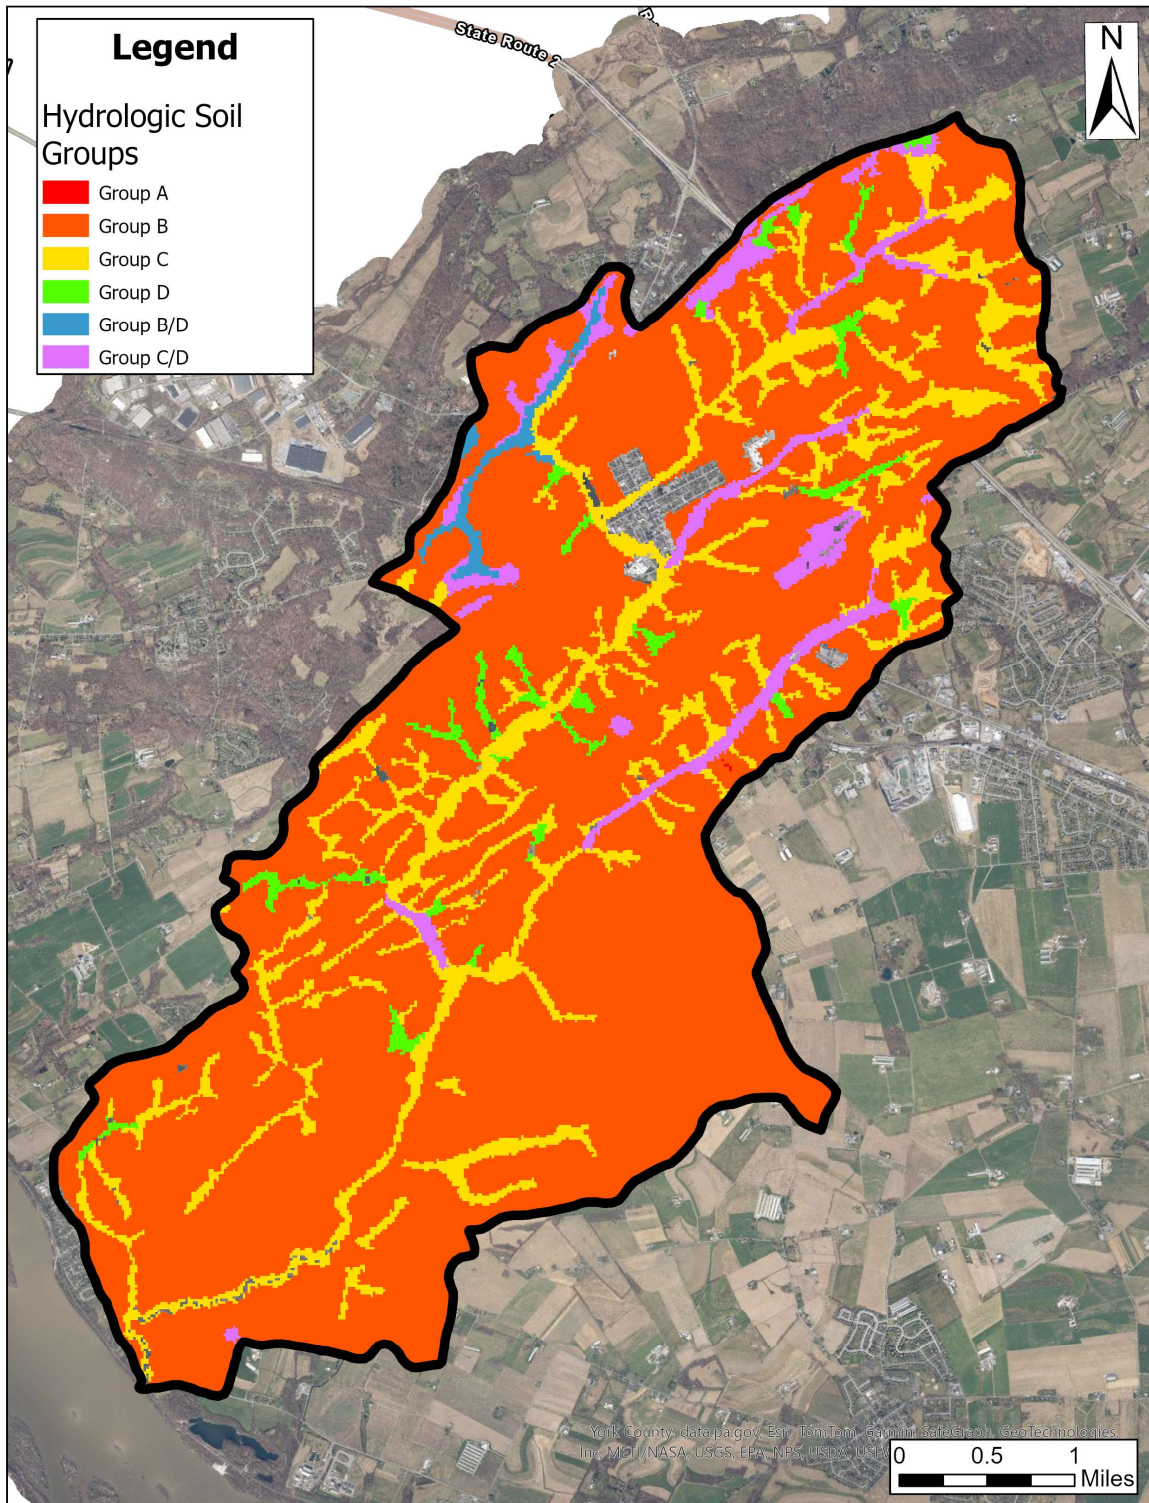 Legend
Hydrologic Soil
Groups
Group A
Group B
Group C
Group D
Group B/D
Group C/D
State Route 2
N
York County, data.pa.gov, Esri, TomTom, Garmin, SafeGraph, GeoTechnologies,
Inc, METI/NASA, USGS, EPA, NPS, USDA,
0 0.5 1
Miles